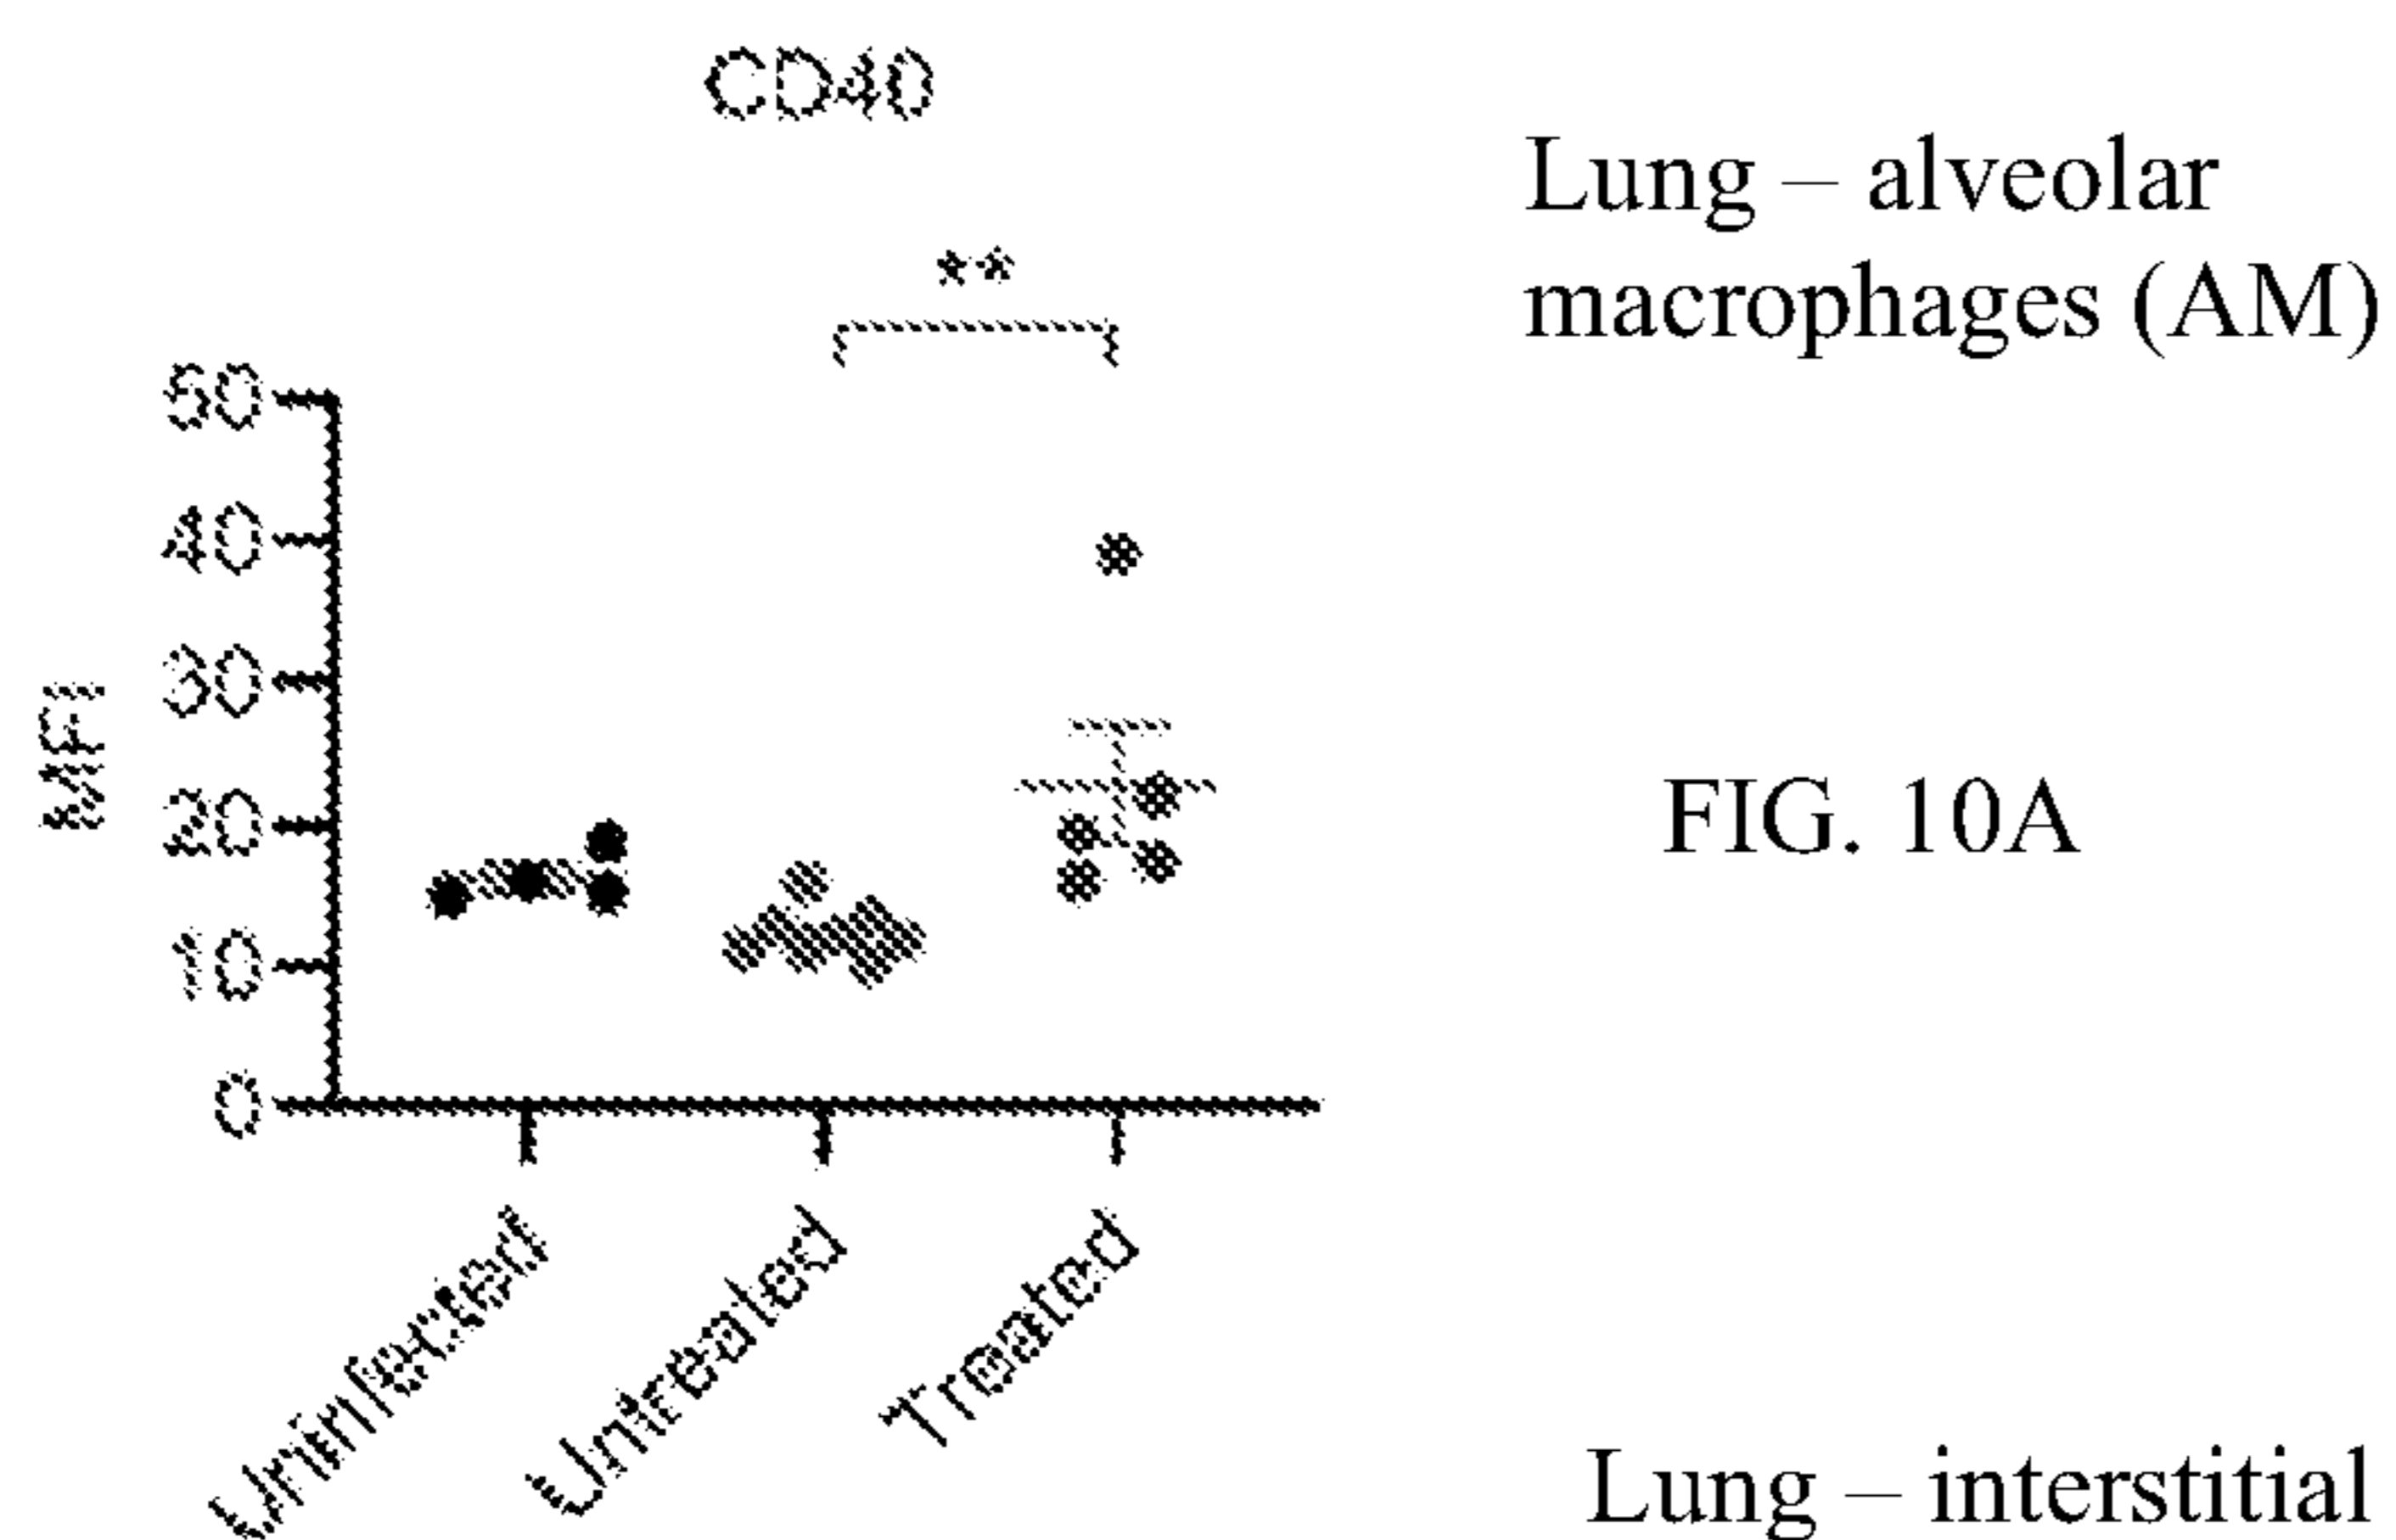 CD40
**
Lung – alveolar
macrophages (AM)
50
40
30
20
10
0
MFI
FIG. 10A
Uninfected
Untreated
Treated
Lung – interstitial